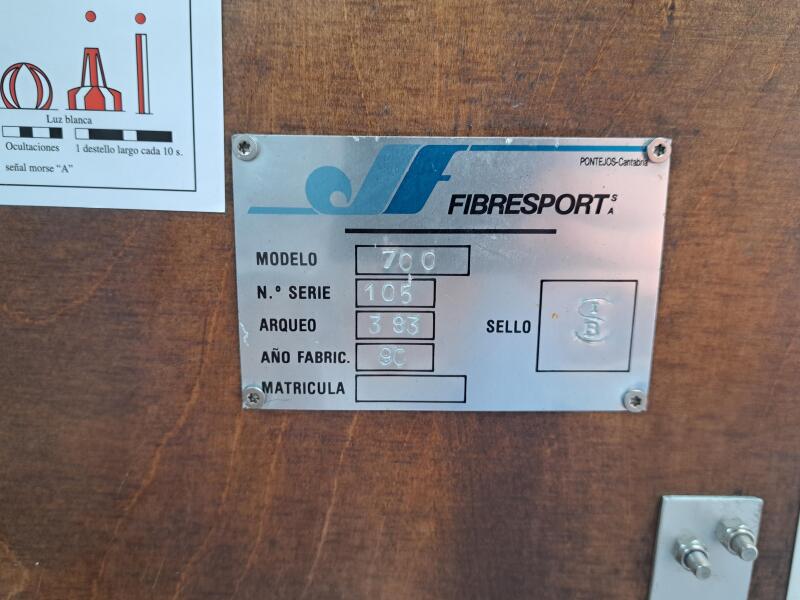 Luz blanca
Ocultaciones
1 destello largo cada 10 s.
señal morse “A”
PONTEJOS-Cantabria
FIBRESPORT S A
MODELO 700
N.º SERIE 105
ARQUEO 3 83
SELLO
AÑO FABRIC. 90
MATRICULA